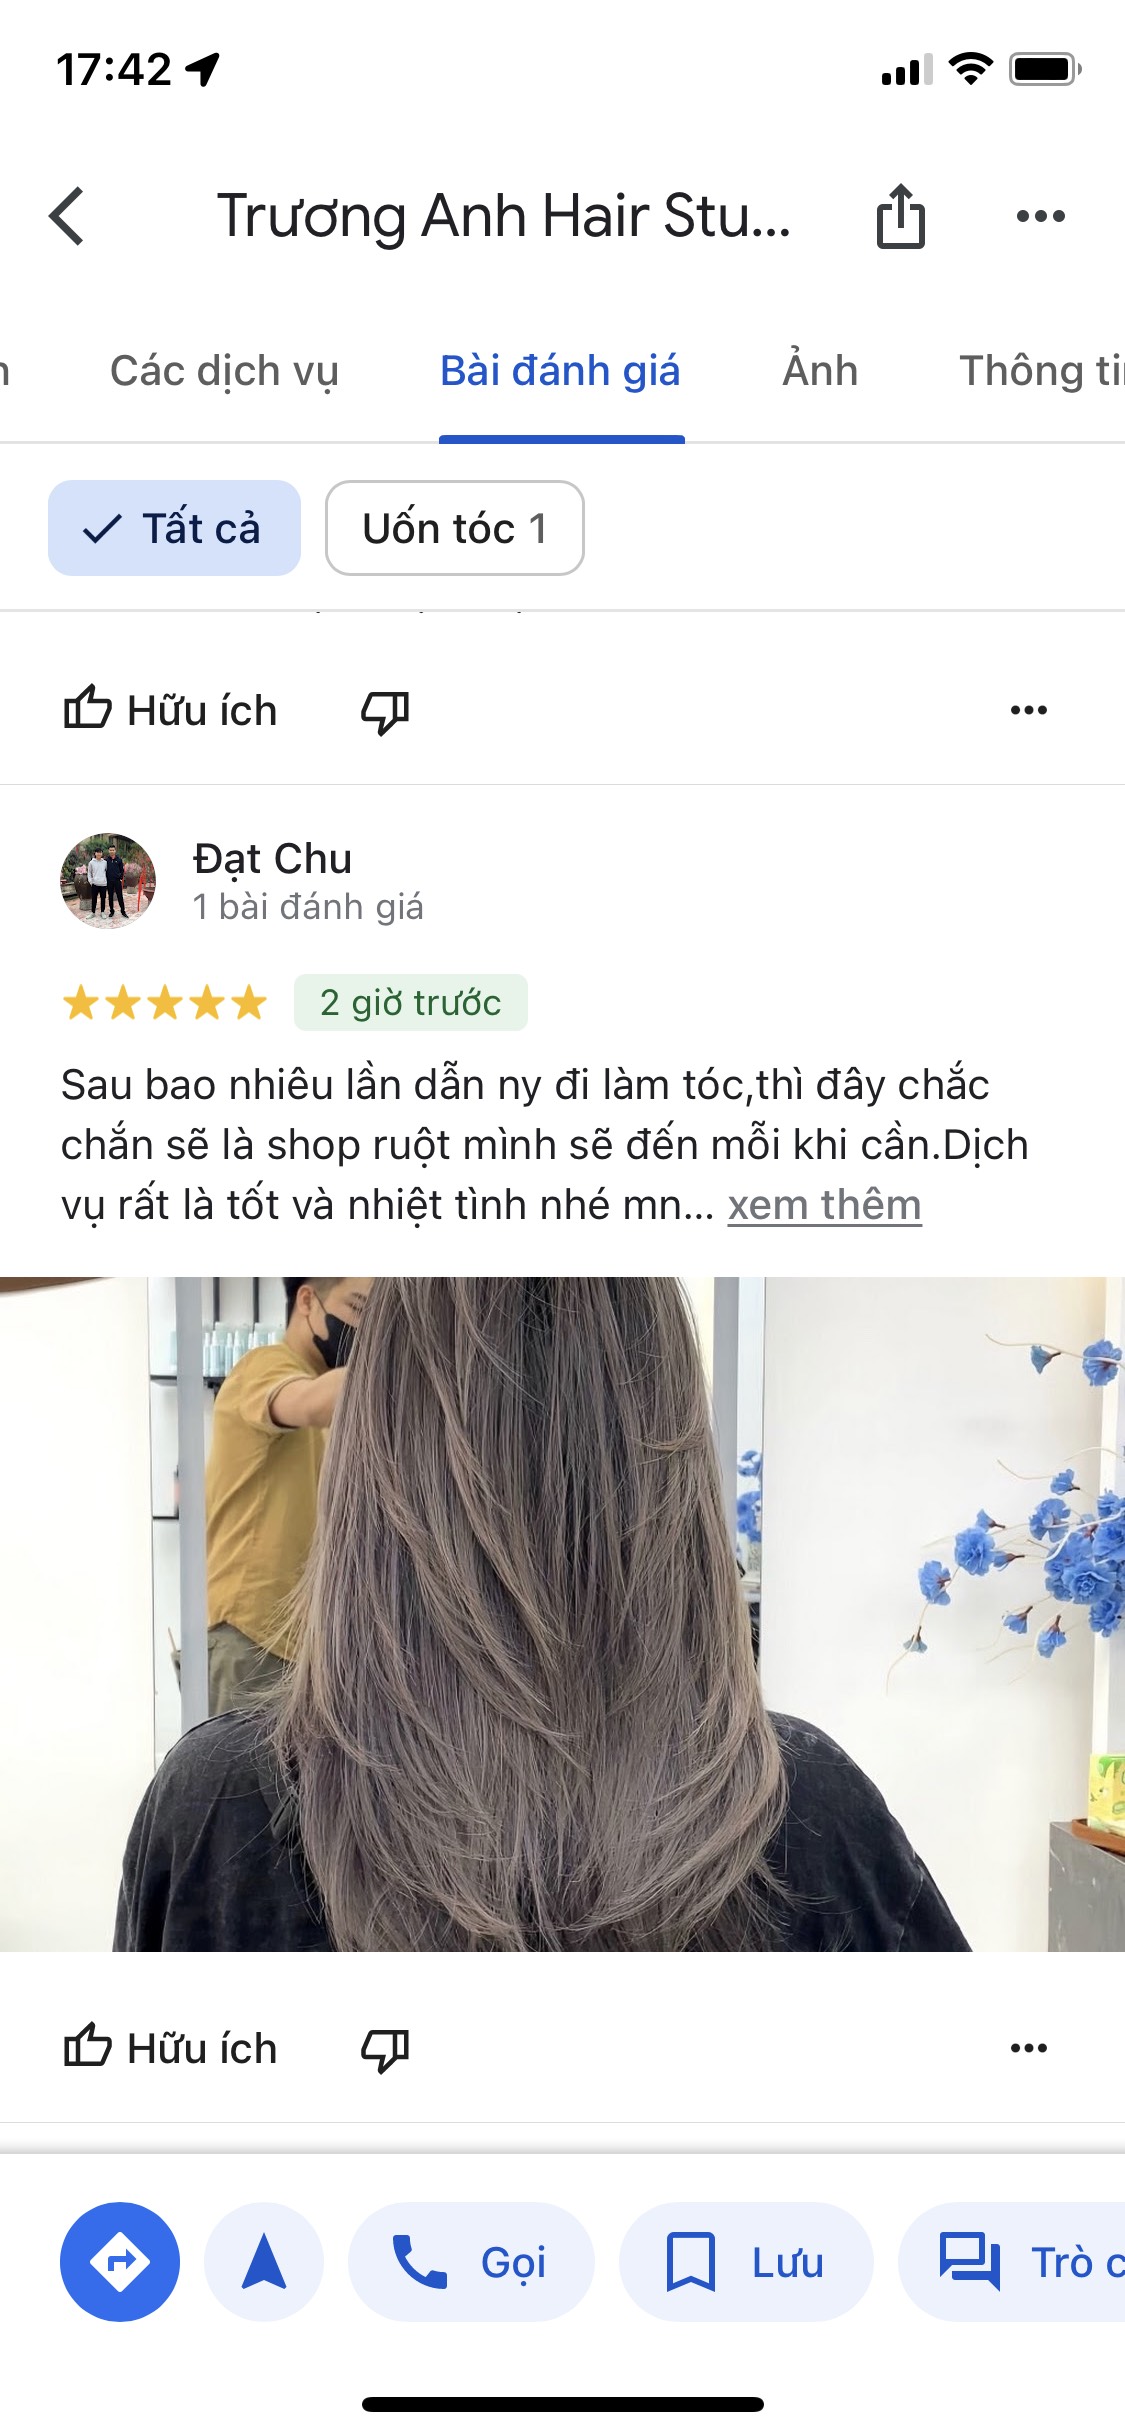 17:42
Trương Anh Hair Stu...
Các dịch vụ Bài đánh giá Ảnh Thông
Tất cả Uốn tóc 1
Hữu ích
Đạt Chu
1 bài đánh giá
2 giờ trước
Sau bao nhiêu lần dẫn ny đi làm tóc,thì đây chắc
chắn sẽ là shop ruột mình sẽ đến mỗi khi cần.Dịch
vụ rất là tốt và nhiệt tình nhé mn... xem thêm
Hữu ích
Gọi Lưu Trò